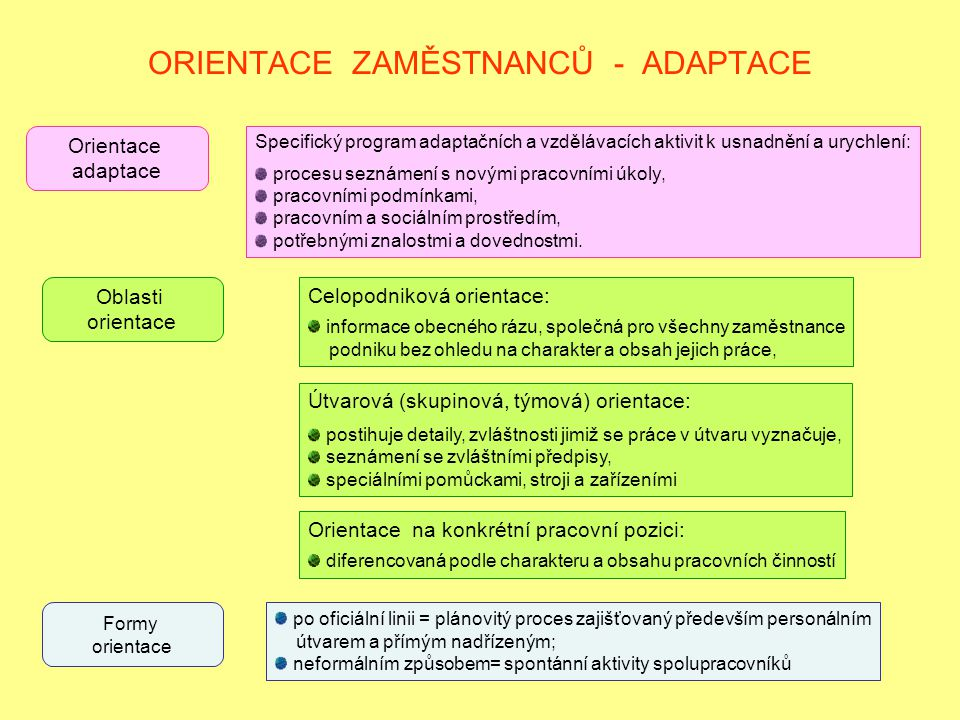 ORIENTACE ZAMĚSTNANCŮ - ADAPTACE
Orientace
adaptace
Specifický program adaptačních a vzdělávacích aktivit k usnadnění a urychlení:
procesu seznámení s novými pracovními úkoly,
pracovními podmínkami,
pracovním a sociálním prostředím,
potřebnými znalostmi a dovednostmi.
Oblasti
orientace
Celopodniková orientace:
informace obecného rázu, společná pro všechny zaměstnance
podniku bez ohledu na charakter a obsah jejich práce,
Útvarová (skupinová, týmová) orientace:
postihuje detaily, zvláštnosti jimiž se práce v útvaru vyznačuje,
seznámení se zvláštními předpisy,
speciálními pomůckami, stroji a zařízeními
Orientace na konkrétní pracovní pozici:
diferencovaná podle charakteru a obsahu pracovních činností
Formy
orientace
po oficiální linii = plánovitý proces zajišťovaný především personálním
útvarem a přímým nadřízeným;
neformálním způsobem= spontánní aktivity spolupracovníků